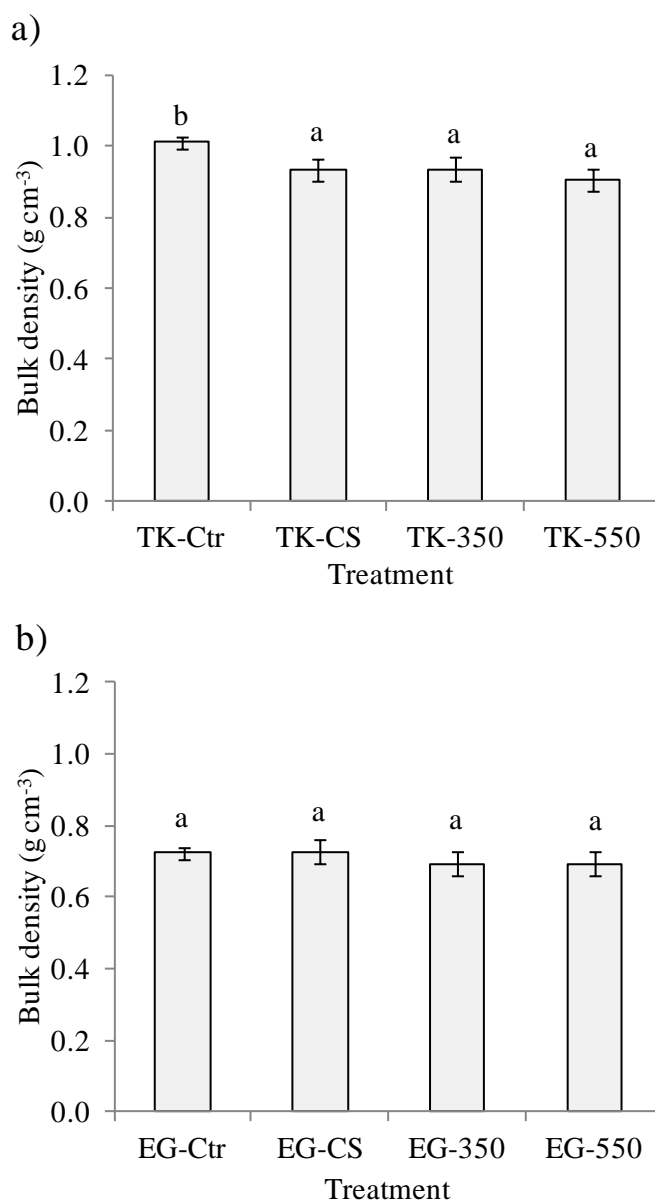 a)
Bulk density (g cm-3)
1.2
1.0
0.8
0.6
0.4
0.2
0.0
b
a
a
a
TK-Ctr TK-CS TK-350 TK-550
Treatment
b)
Bulk density (g cm-3)
1.2
1.0
0.8
0.6
0.4
0.2
0.0
a
a
a
a
EG-Ctr EG-CS EG-350 EG-550
Treatment